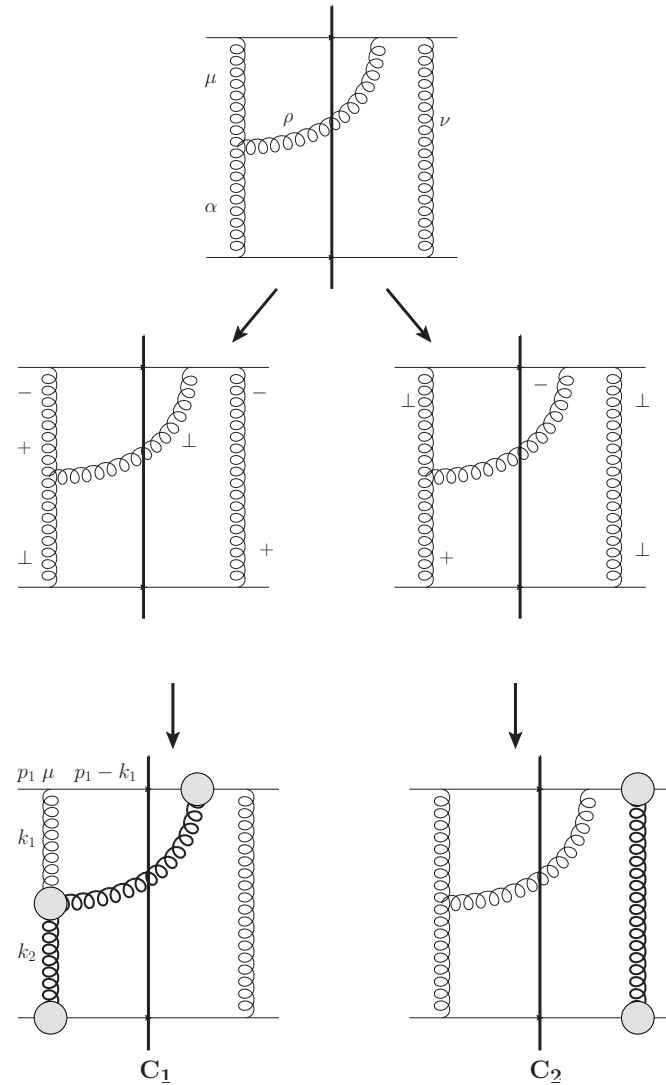 μ
ρ
ν
α
− −
⊥ − ⊥
+ ⊥
⊥ +
+ ⊥
p₁ μ p₁ − k₁
k₁
k₂
C₁ C₂